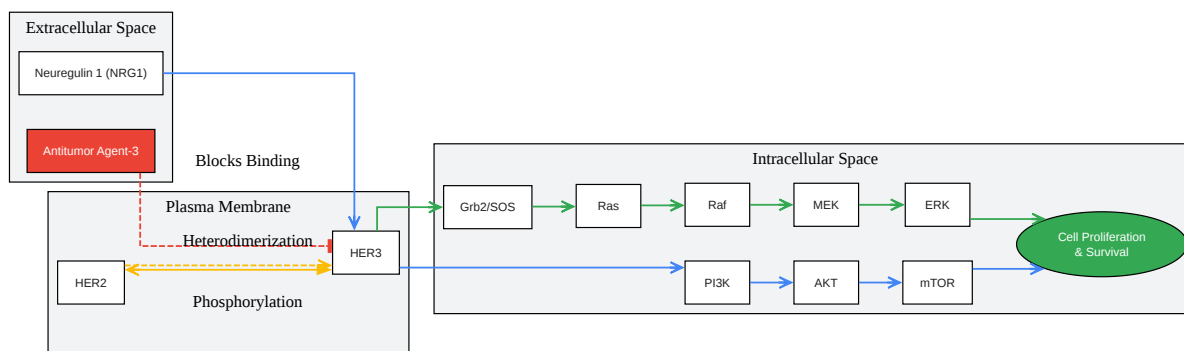 Extracellular Space
Neuregulin 1 (NRG1)
Antitumor Agent-3
Blocks Binding
Plasma Membrane
Heterodimerization
HER3
HER2
Phosphorylation
Intracellular Space
Grb2/SOS
Ras
Raf
MEK
ERK
Cell Proliferation
& Survival
PI3K
AKT
mTOR